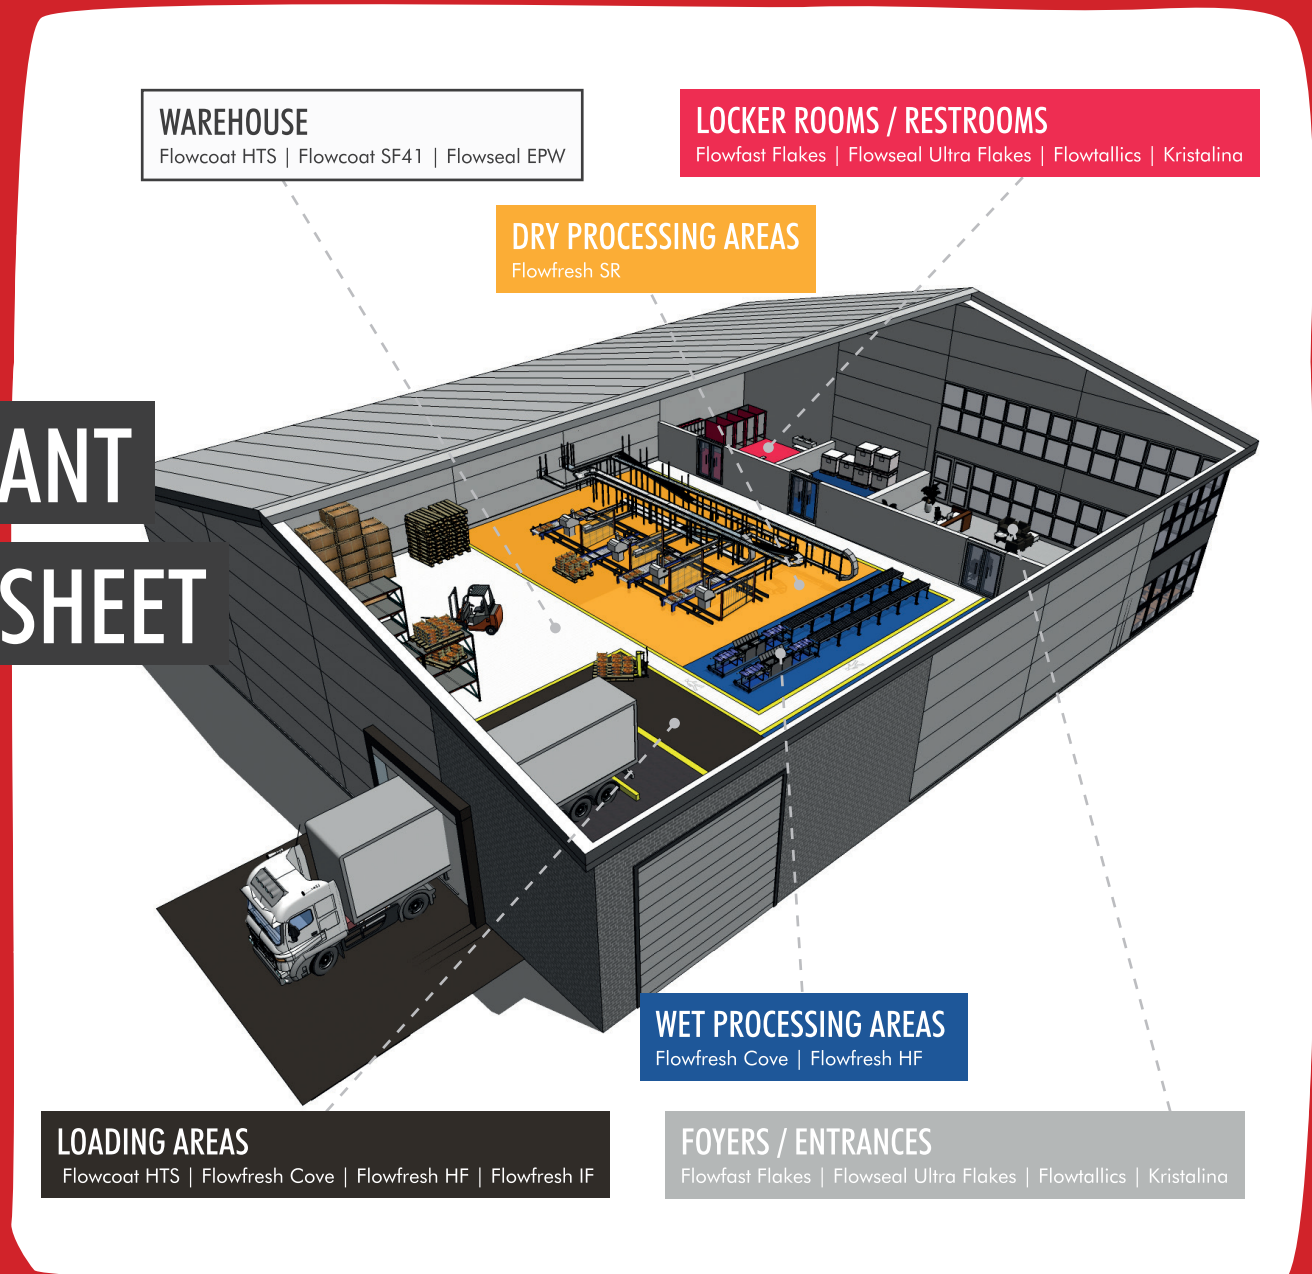 WAREHOUSE
Flowcoat HTS | Flowcoat SF41 | Flowseal EPW
LOCKER ROOMS / RESTROOMS
Flowfast Flakes | Flowseal Ultra Flakes | Flowtallics | Kristalina
DRY PROCESSING AREAS
Flowfresh SR
ANT
SHEET
WET PROCESSING AREAS
Flowfresh Cove | Flowfresh HF
LOADING AREAS
Flowcoat HTS | Flowfresh Cove | Flowfresh HF | Flowfresh IF
FOYERS / ENTRANCES
Flowfast Flakes | Flowseal Ultra Flakes | Flowtallics | Kristalina